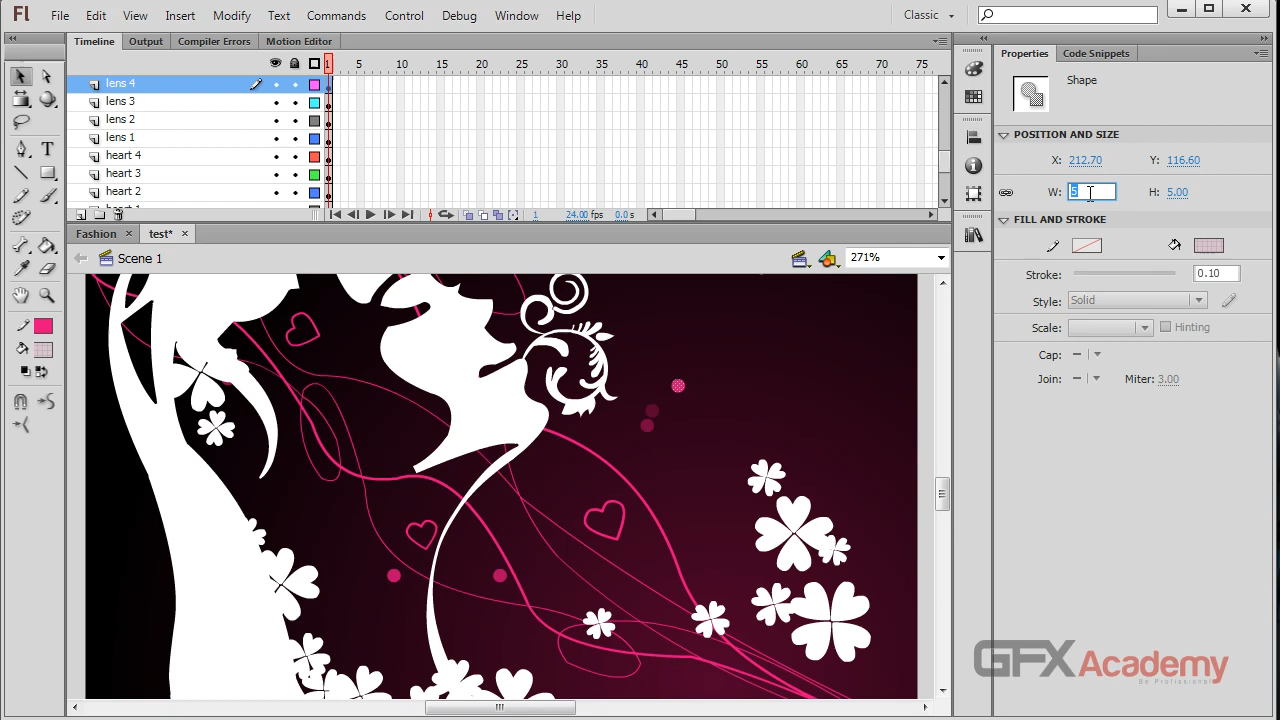 Fl File Edit View Insert Modify Text Commands Control Debug Window Help Classic
Timeline Output Compiler Errors Motion Editor
Properties Code Snippets
1 5 10 15 20 25 30 35 40 45 50 55 60 65 70 75
Shape
lens 4
lens 3
lens 2
lens 1
heart 4
heart 3
heart 2
POSITION AND SIZE
X: 212.70 Y: 116.60
W: 5 H: 5.00
1 24.00 fps 0.0 s
FILL AND STROKE
Fashion × test* ×
Scene 1
271%
Stroke: 0.10
Style: Solid
Scale: Hinting
Cap:
Join: Miter: 3.00
GFX Academy
Be Professional